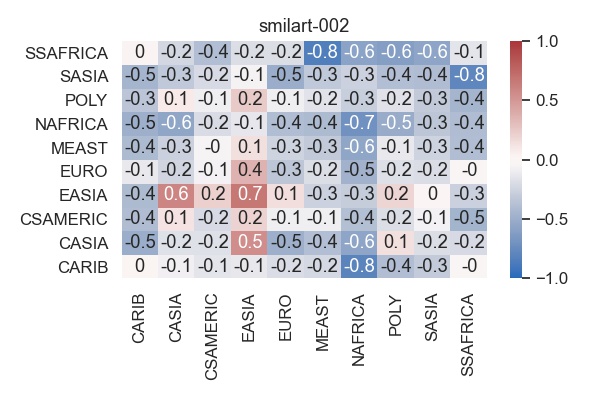 smilart-002
SSAFRICA 0 -0.2 -0.4 -0.2 -0.2 -0.8 -0.6 -0.6 -0.6 -0.1
SASIA -0.5 -0.3 -0.2 -0.1 -0.5 -0.3 -0.3 -0.4 -0.4 -0.8
POLY -0.3 0.1 -0.1 0.2 -0.1 -0.2 -0.3 -0.2 -0.3 -0.4
NAFRICA -0.5 -0.6 -0.2 -0.1 -0.4 -0.4 -0.7 -0.5 -0.3 -0.4
MEAST -0.4 -0.3 -0 0.1 -0.3 -0.3 -0.6 -0.1 -0.3 -0.4
EURO -0.1 -0.2 -0.1 0.4 -0.3 -0.2 -0.5 -0.2 -0.2 -0
EASIA -0.4 0.6 0.2 0.7 0.1 -0.3 -0.3 0.2 0 -0.3
CSAMERIC -0.4 0.1 -0.2 0.2 -0.1 -0.1 -0.4 -0.2 -0.1 -0.5
CASIA -0.5 -0.2 -0.2 0.5 -0.5 -0.4 -0.6 0.1 -0.2 -0.2
CARIB 0 -0.1 -0.1 -0.1 -0.2 -0.2 -0.8 -0.4 -0.3 -0
CARIB CASIA CSAMERIC EASIA EURO MEAST NAFRICA POLY SASIA SSAFRICA
1.0
0.5
0.0
−0.5
−1.0